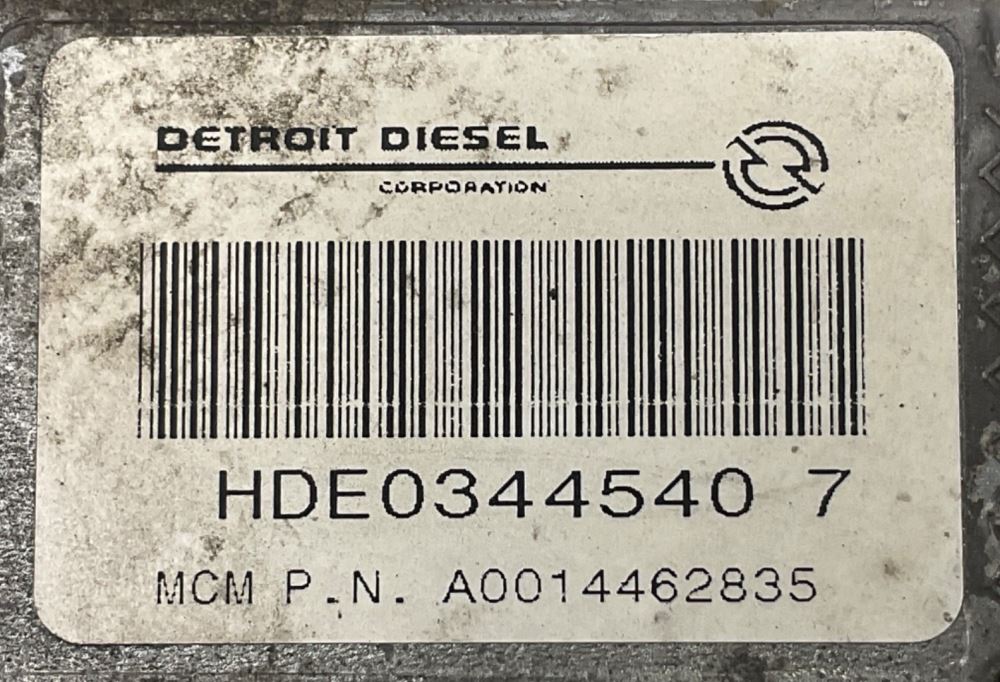 DETROIT DIESEL
CORPORATION
HDE0344540 7
MCM P.N. A0014462835